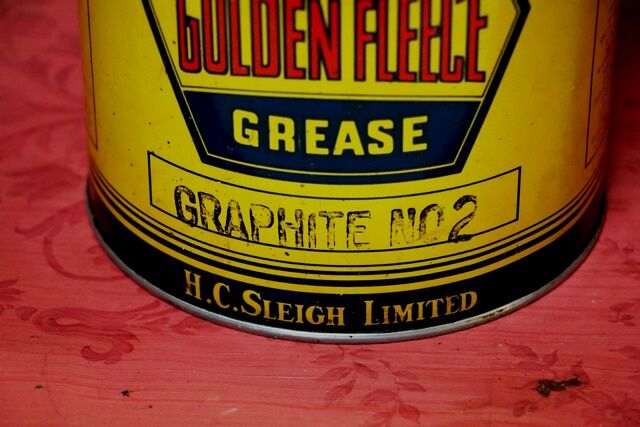 GOLDEN FLEECE
GREASE
GRAPHITE NO 2
H.C. SLEIGH LIMITED